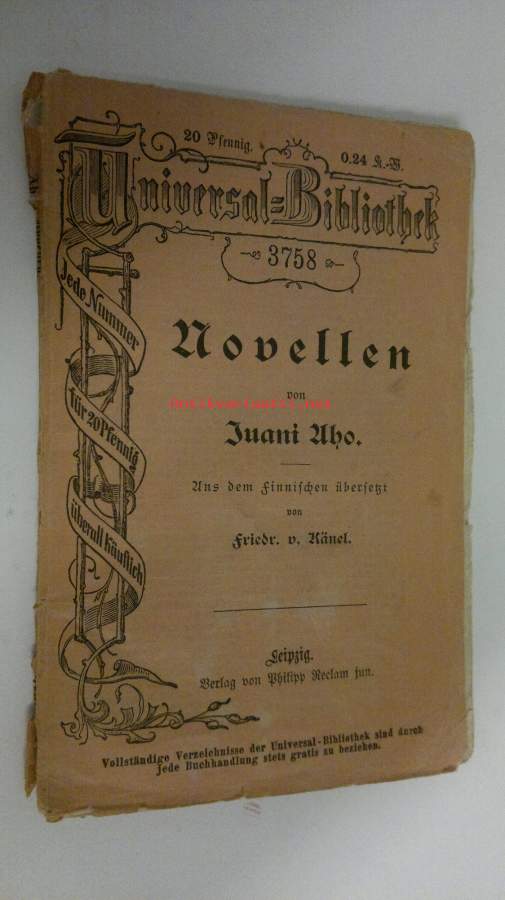 20 Pfennig. 0.24 K.-W.
Universal-Bibliothek
3758
Jede Nummer
für 20 Pfennig
überall käuflich
Novellen
von
Juani Aho.
Aus dem Finnischen übersetzt
von
Friedr. v. Känel.
Leipzig.
Verlag von Philipp Reclam jun.
Vollständige Verzeichnisse der Universal-Bibliothek sind durch
jede Buchhandlung stets gratis zu beziehen.